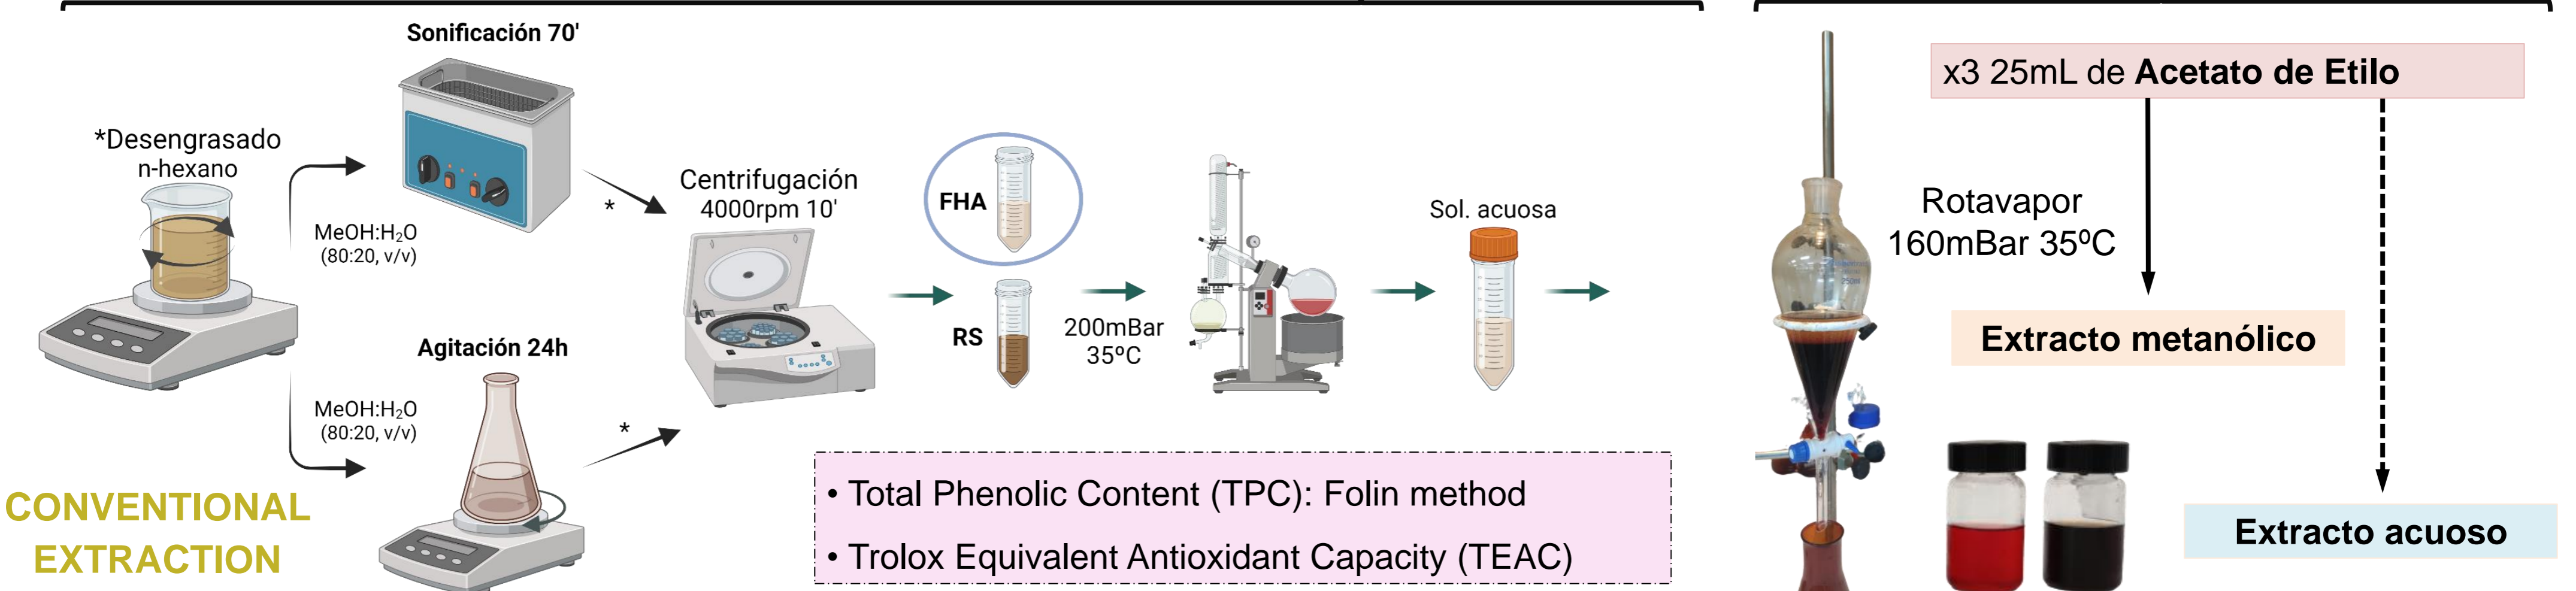 Sonificación 70'
*Desengrasado
n-hexano
MeOH:H₂O
(80:20, v/v)
*
Centrifugación
4000rpm 10'
FHA
RS
200mBar
35ºC
Sol. acuosa
Agitación 24h
MeOH:H₂O
(80:20, v/v)
*
CONVENTIONAL
EXTRACTION
• Total Phenolic Content (TPC): Folin method
• Trolox Equivalent Antioxidant Capacity (TEAC)
x3 25mL de Acetato de Etilo
Rotavapor
160mBar 35ºC
Extracto metanólico
Extracto acuoso